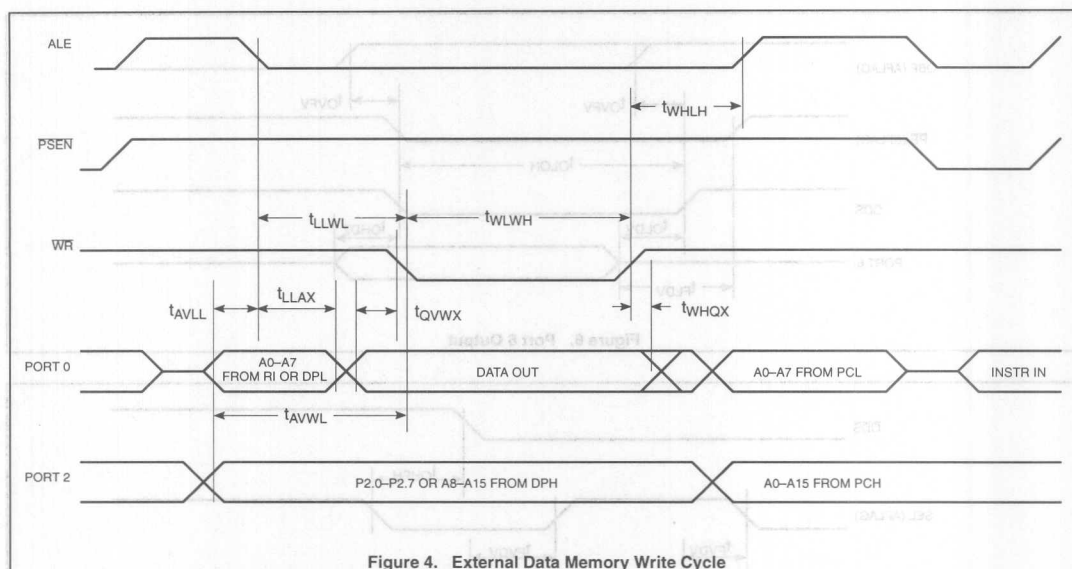 ALE
tWHLH
PSEN
tLLWL
tWLWH
WR
tAVLL
tLLAX
tQVWX
tWHQX
PORT 0
A0–A7
FROM RI OR DPL
DATA OUT
A0–A7 FROM PCL
INSTR IN
tAVWL
PORT 2
P2.0–P2.7 OR A8–A15 FROM DPH
A0–A15 FROM PCH
Figure 4. External Data Memory Write Cycle